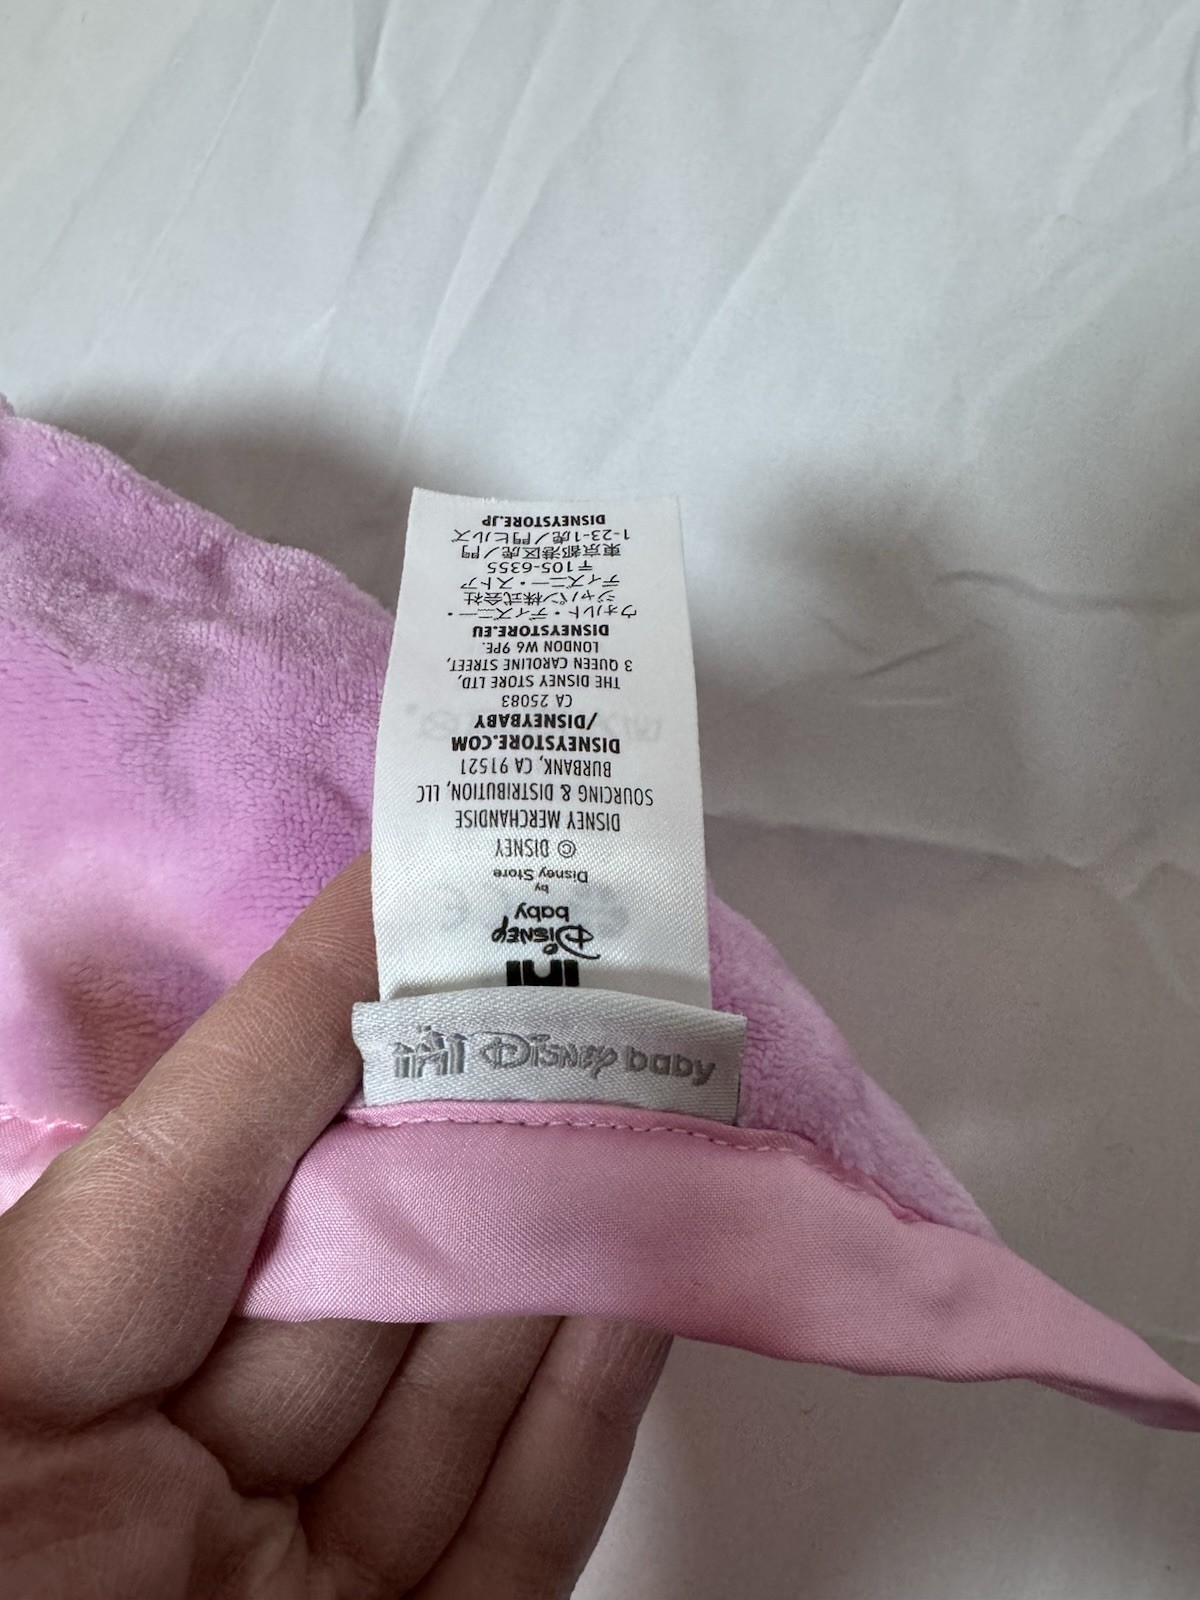 DISNEY baby
DISNEY
baby
by
Disney Store
© DISNEY
DISNEY MERCHANDISE
SOURCING & DISTRIBUTION, LLC
BURBANK, CA 91521
DISNEYSTORE.COM
/DISNEYBABY
CA 25083
THE DISNEY STORE LTD,
3 QUEEN CAROLINE STREET,
LONDON W6 9PE.
DISNEYSTORE.EU
ウォルト・ディズニー・
ジャパン株式会社
ディズニー・ストア
〒105-6355
東京都港区虎ノ門
1-23-1虎ノ門ヒルズ
DISNEYSTORE.JP